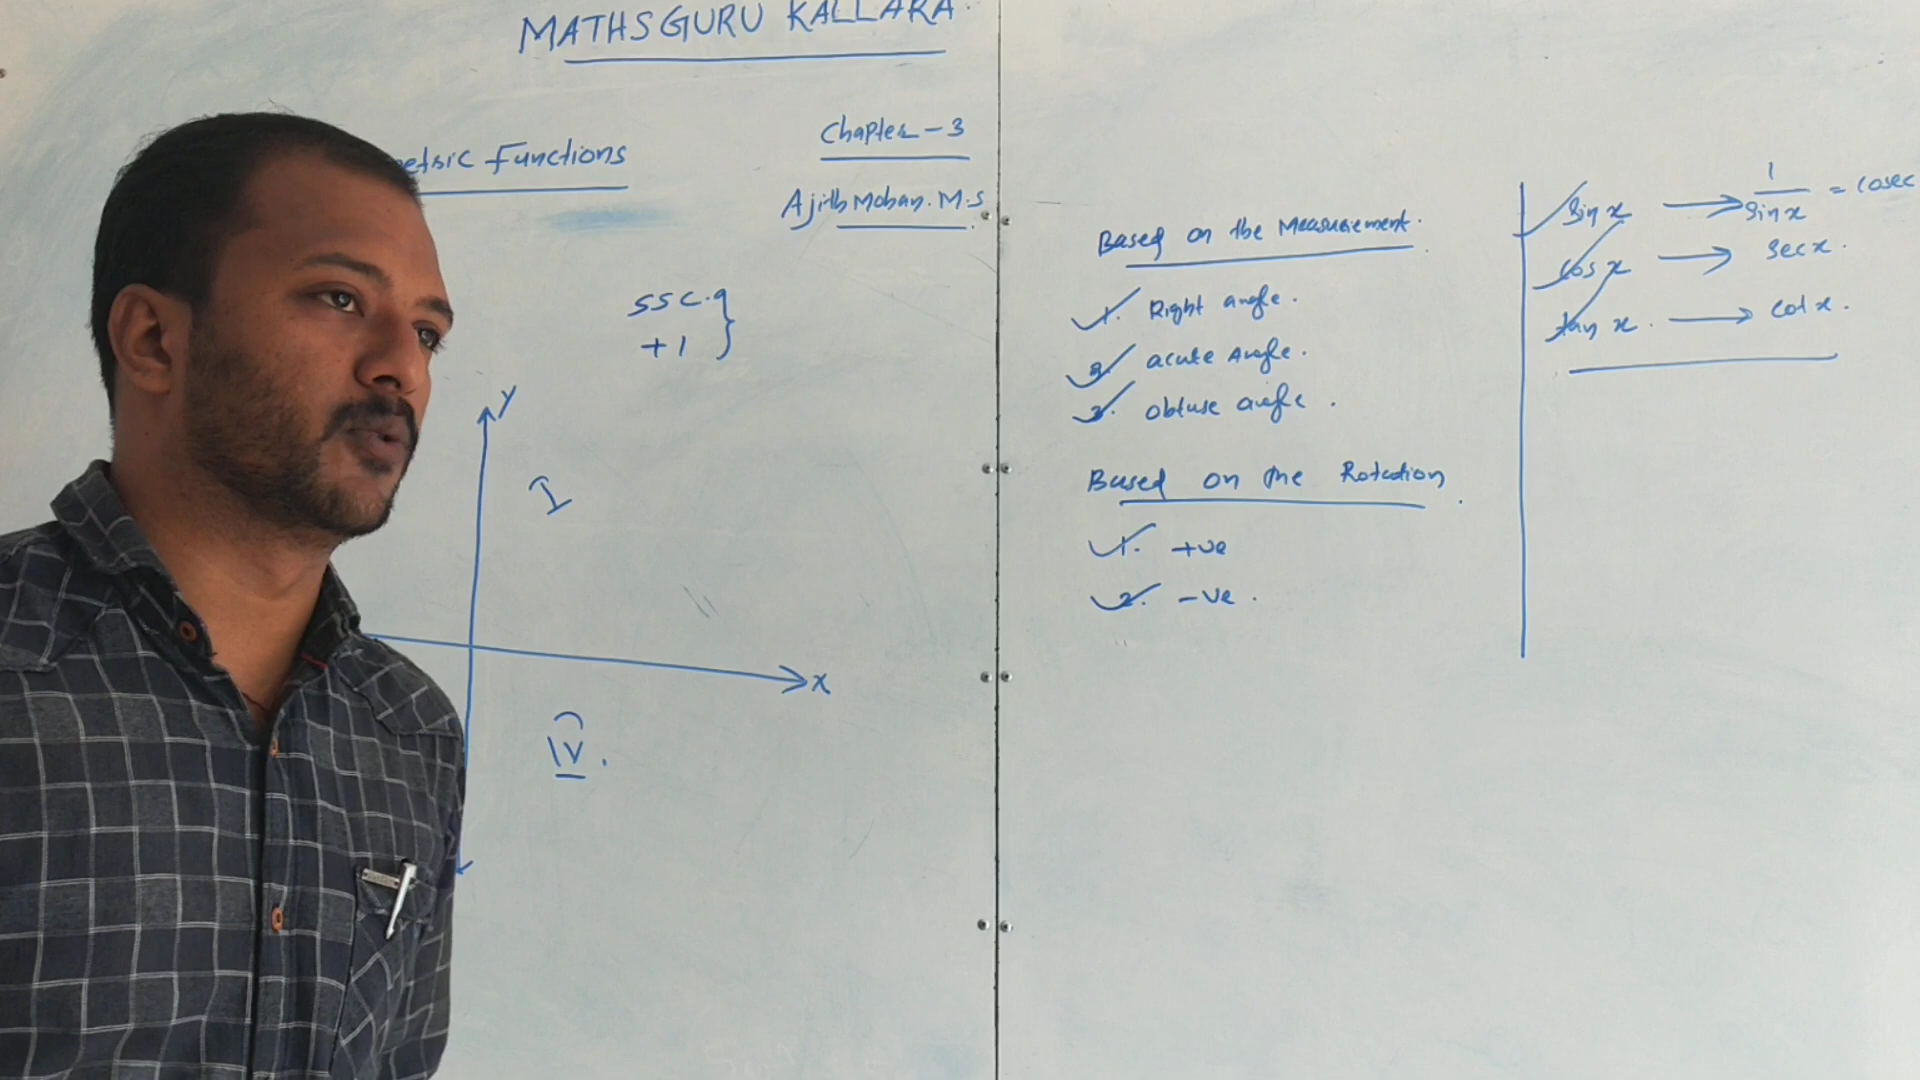 MATHSGURU KALLARA.
etric Functions
Chapter - 3
Ajith Mohan. M.S
SSC.9
+1 }
Y
I
X
IV.
Based on the Measurement.
1. Right angle.
2. acute Angle.
3. obtuse angle.
Based on the Rotation
1. +ve
2. -ve.
sin x → 1/sin x = cosec
cos x → sec x.
tan x. → cot x.